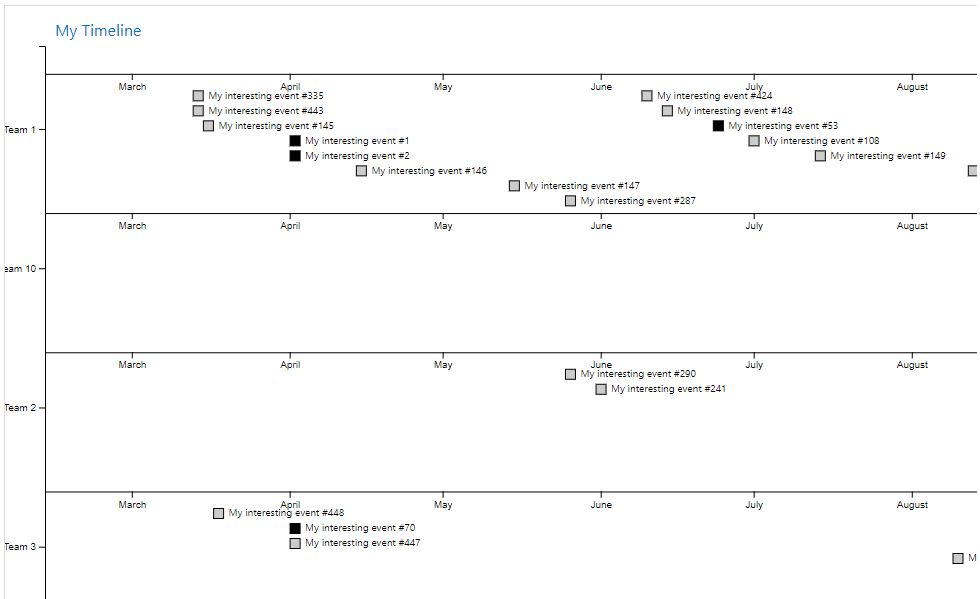 My Timeline
March April May June July August
My interesting event #335 My interesting event #424
My interesting event #443 My interesting event #148
Team 1 My interesting event #145 My interesting event #53
My interesting event #1 My interesting event #108
My interesting event #2 My interesting event #149
My interesting event #146
My interesting event #147
My interesting event #287
March April May June July August
eam 10
March April May June July August
My interesting event #290
My interesting event #241
Team 2
March April May June July August
My interesting event #448
My interesting event #70
My interesting event #447
Team 3
M